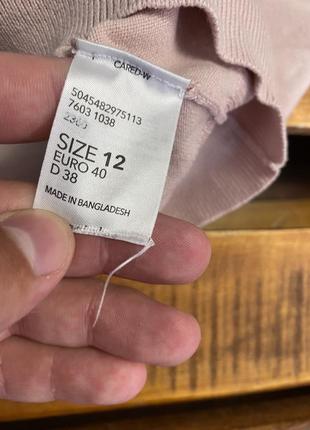 CARED-W
5045482975113
7603 1038
SIZE 12
EURO 40
D 38
MADE IN BANGLADESH